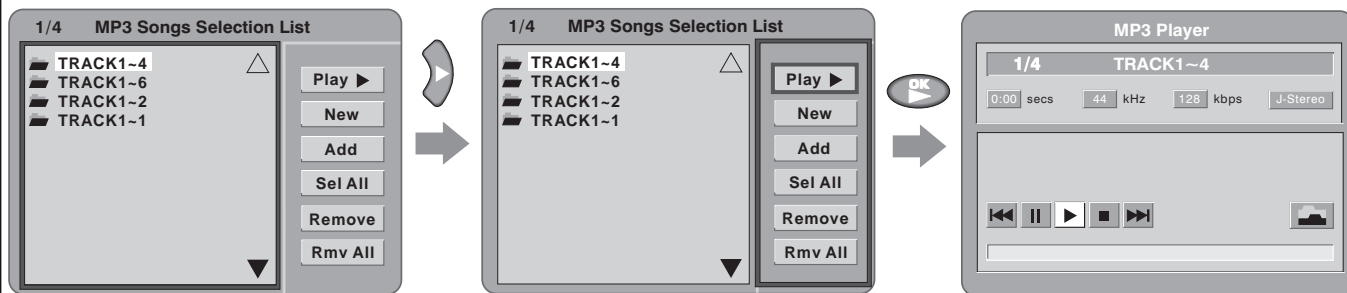 1/4 MP3 Songs Selection List
TRACK1~4
TRACK1~6
TRACK1~2
TRACK1~1
Play
New
Add
Sel All
Remove
Rmv All
1/4 MP3 Songs Selection List
TRACK1~4
TRACK1~6
TRACK1~2
TRACK1~1
Play
New
Add
Sel All
Remove
Rmv All
OK
MP3 Player
1/4 TRACK1~4
0:00 secs 44 kHz 128 kbps J-Stereo